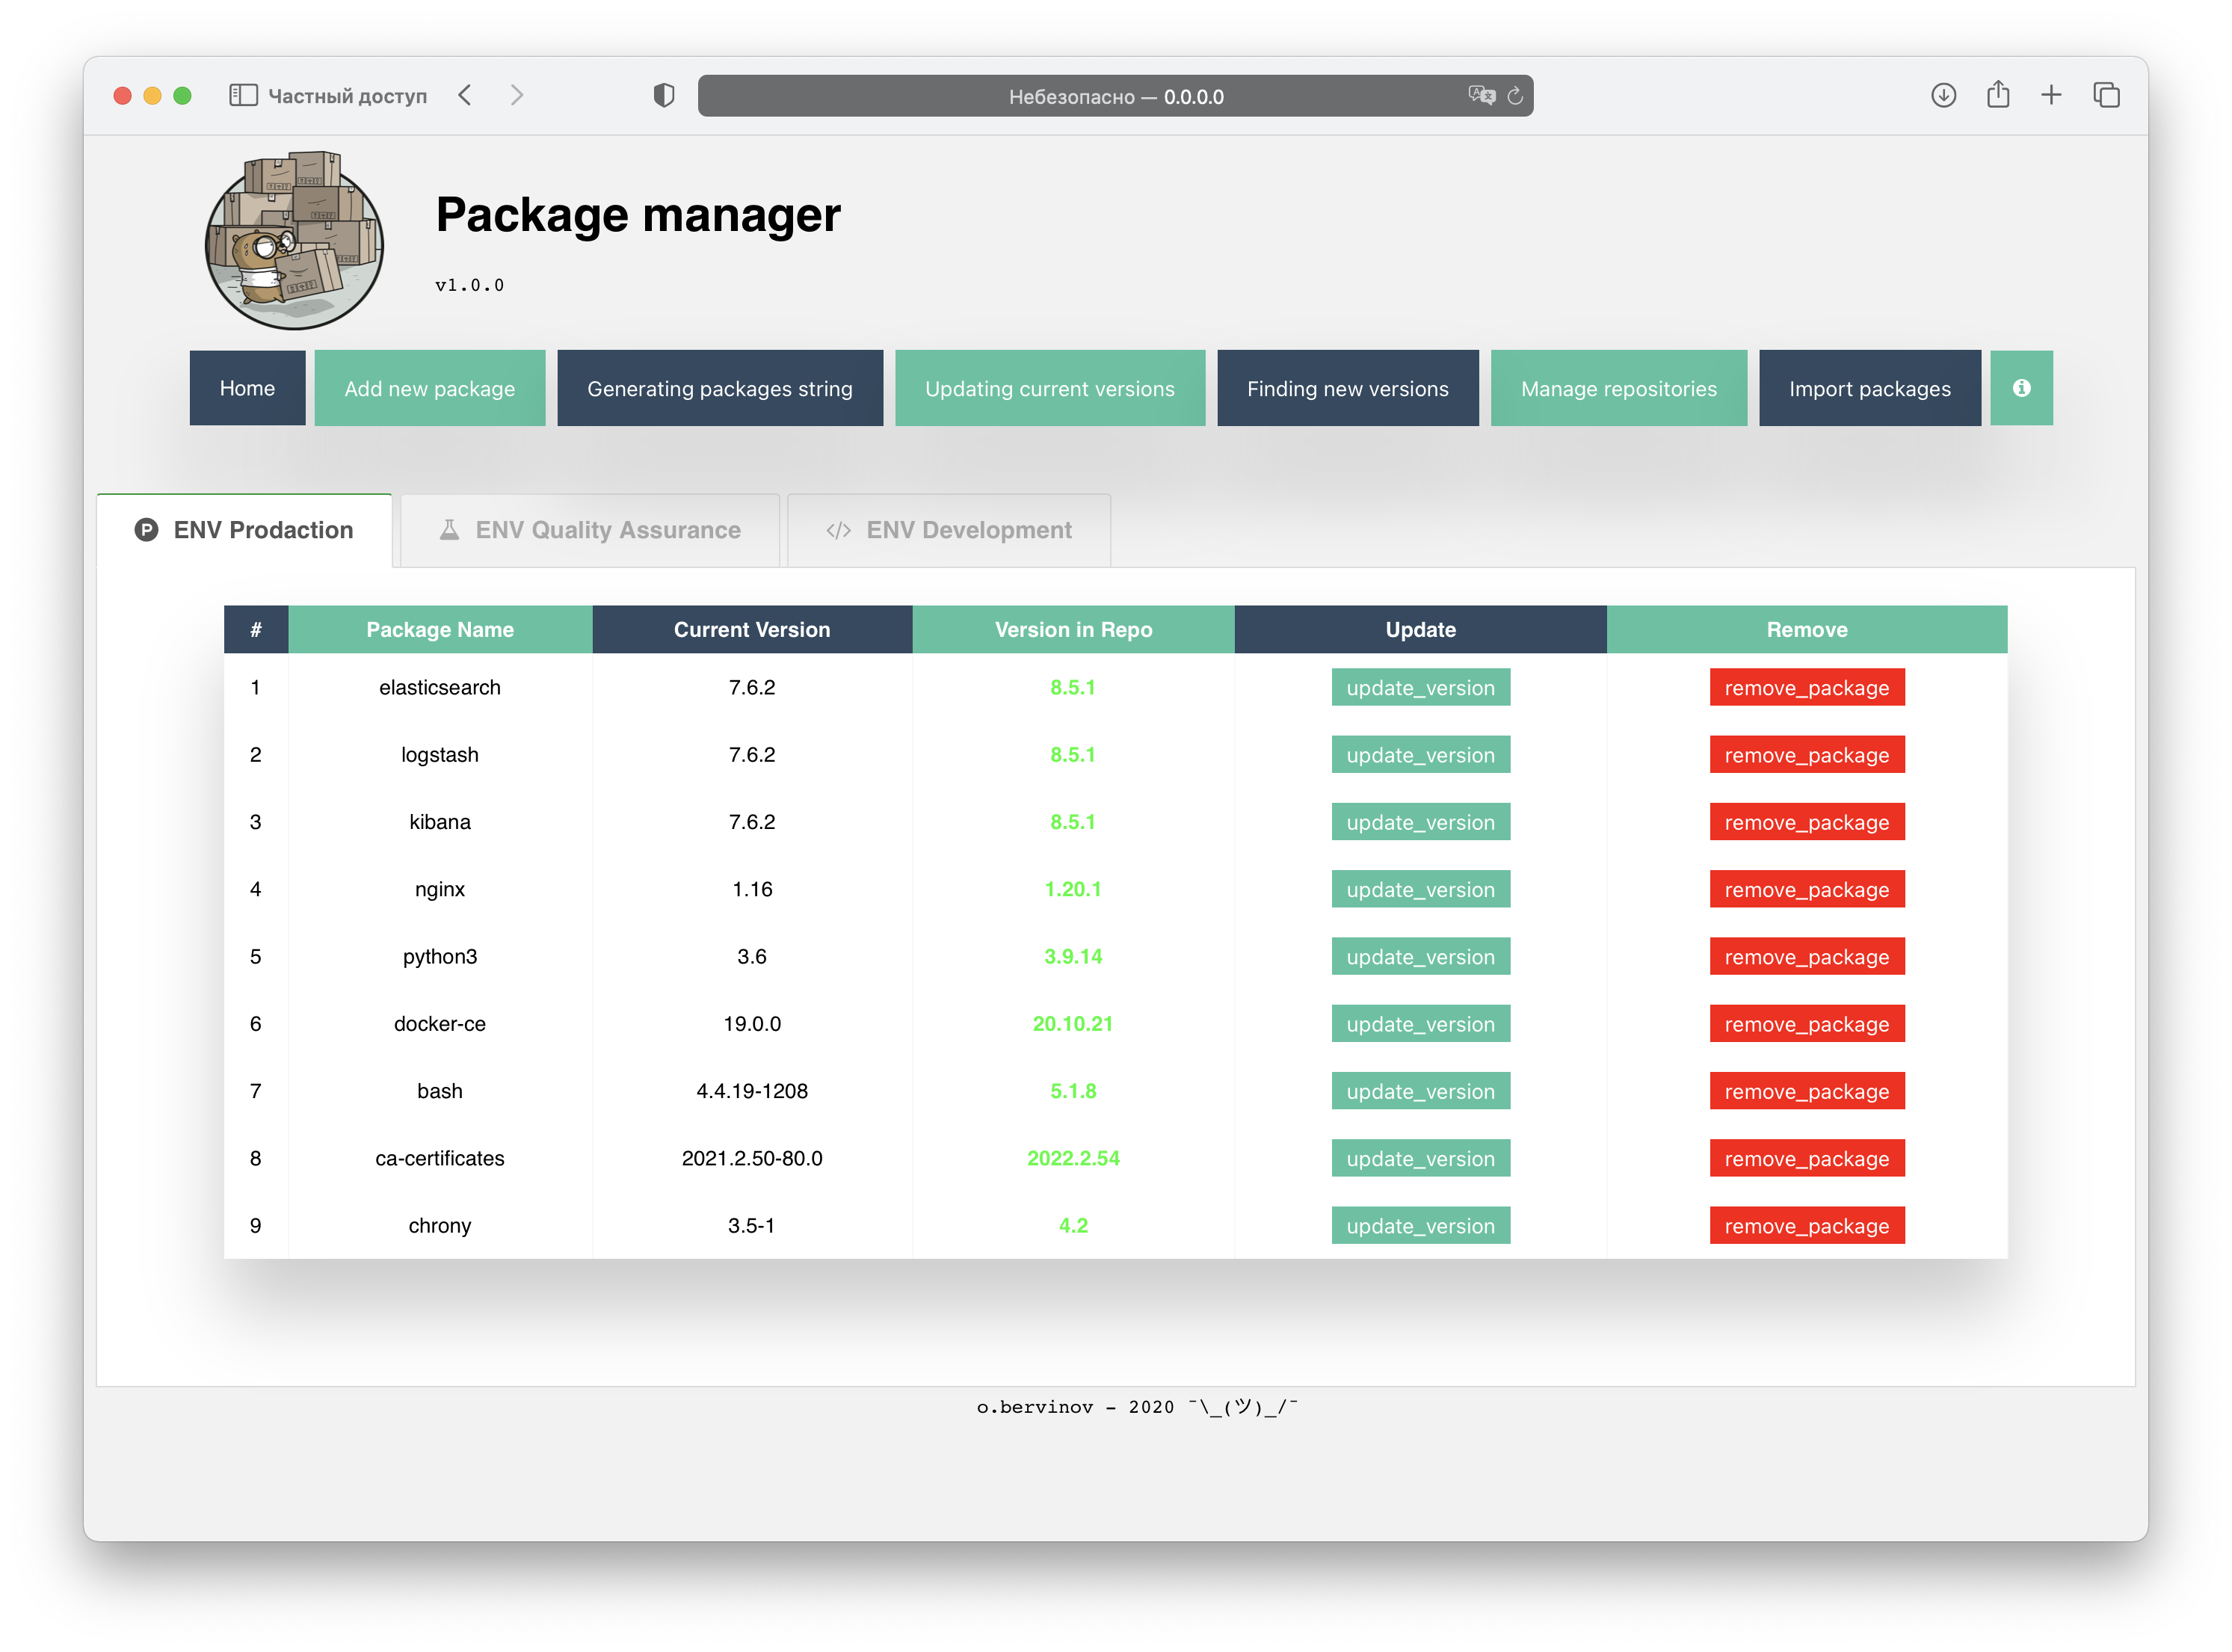 Частный доступ
Небезопасно — 0.0.0.0
Package manager
v1.0.0
Home Add new package Generating packages string Updating current versions Finding new versions Manage repositories Import packages
ENV Prodaction ENV Quality Assurance ENV Development
# Package Name Current Version Version in Repo Update Remove
1 elasticsearch 7.6.2 8.5.1 update_version remove_package
2 logstash 7.6.2 8.5.1 update_version remove_package
3 kibana 7.6.2 8.5.1 update_version remove_package
4 nginx 1.16 1.20.1 update_version remove_package
5 python3 3.6 3.9.14 update_version remove_package
6 docker-ce 19.0.0 20.10.21 update_version remove_package
7 bash 4.4.19-1208 5.1.8 update_version remove_package
8 ca-certificates 2021.2.50-80.0 2022.2.54 update_version remove_package
9 chrony 3.5-1 4.2 update_version remove_package
o.bervinov - 2020 ¯\_(ツ)_/¯